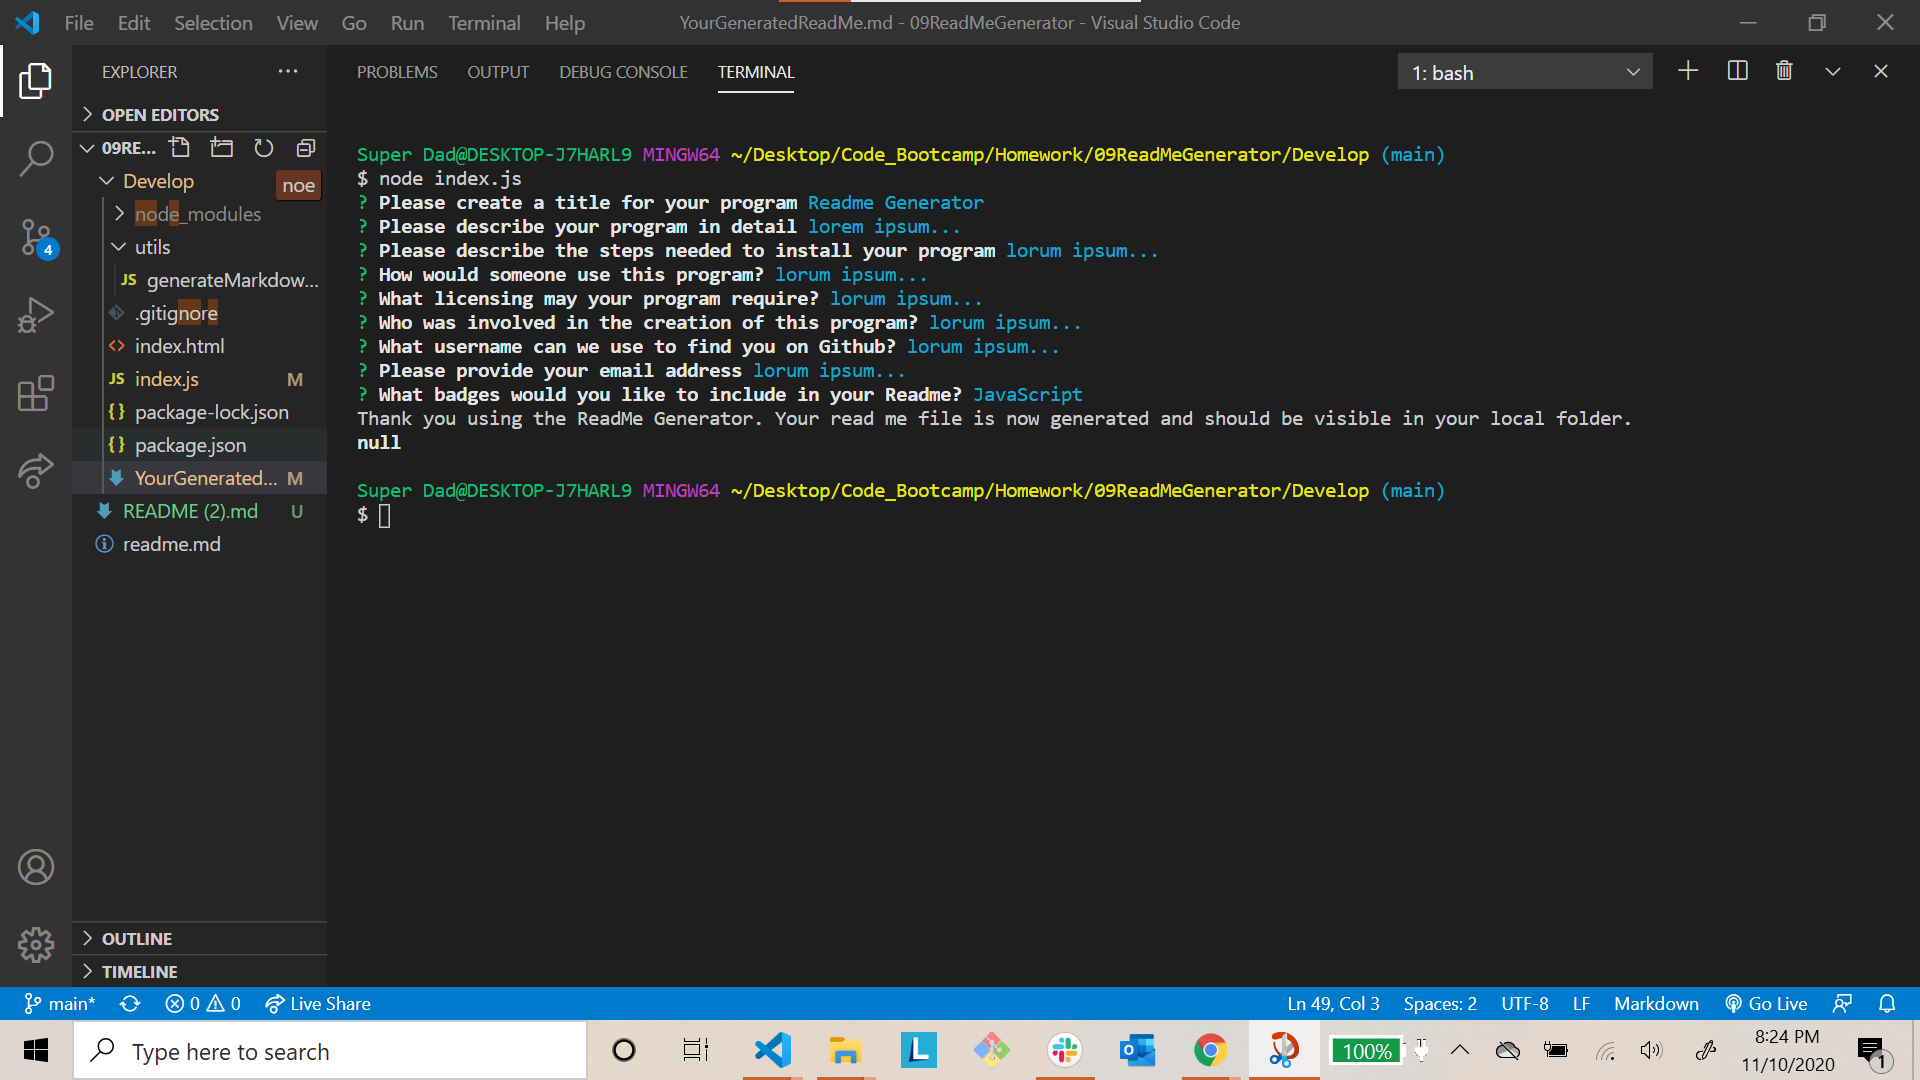 File Edit Selection View Go Run Terminal Help YourGeneratedReadMe.md - 09ReadMeGenerator - Visual Studio Code
EXPLORER
OPEN EDITORS
09RE...
Develop noe
node_modules
utils
JS generateMarkdow...
.gitignore
<> index.html
JS index.js M
{} package-lock.json
{} package.json
YourGenerated... M
README (2).md U
readme.md
OUTLINE
TIMELINE
4
PROBLEMS OUTPUT DEBUG CONSOLE TERMINAL 1: bash
Super Dad@DESKTOP-J7HARL9 MINGW64 ~/Desktop/Code_Bootcamp/Homework/09ReadMeGenerator/Develop (main)
$ node index.js
? Please create a title for your program Readme Generator
? Please describe your program in detail lorem ipsum...
? Please describe the steps needed to install your program lorum ipsum...
? How would someone use this program? lorum ipsum...
? What licensing may your program require? lorum ipsum...
? Who was involved in the creation of this program? lorum ipsum...
? What username can we use to find you on Github? lorum ipsum...
? Please provide your email address lorum ipsum...
? What badges would you like to include in your Readme? JavaScript
Thank you using the ReadMe Generator. Your read me file is now generated and should be visible in your local folder.
null
Super Dad@DESKTOP-J7HARL9 MINGW64 ~/Desktop/Code_Bootcamp/Homework/09ReadMeGenerator/Develop (main)
$
main* 0 0 Live Share Ln 49, Col 3 Spaces: 2 UTF-8 LF Markdown Go Live
Type here to search L 100% 8:24 PM
11/10/2020 1